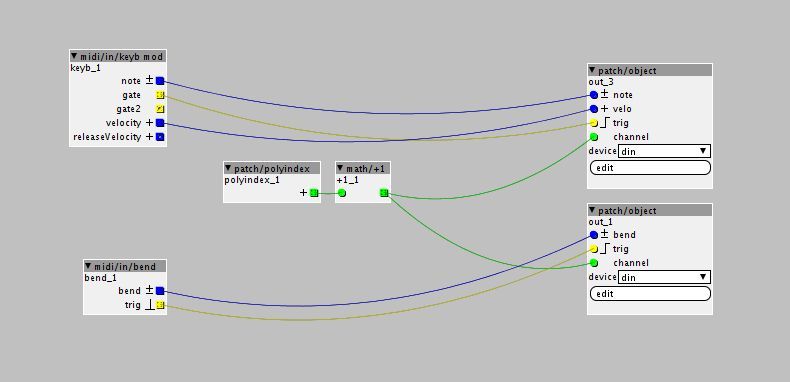 midi/in/keyb mod
keyb_1
note ±
gate
gate2
velocity +
releaseVelocity +
patch/polyindex
polyindex_1
+
math/+1
+1_1
midi/in/bend
bend_1
bend ±
trig
patch/object
out_3
± note
+ velo
trig
channel
device din
edit
patch/object
out_1
± bend
trig
channel
device din
edit